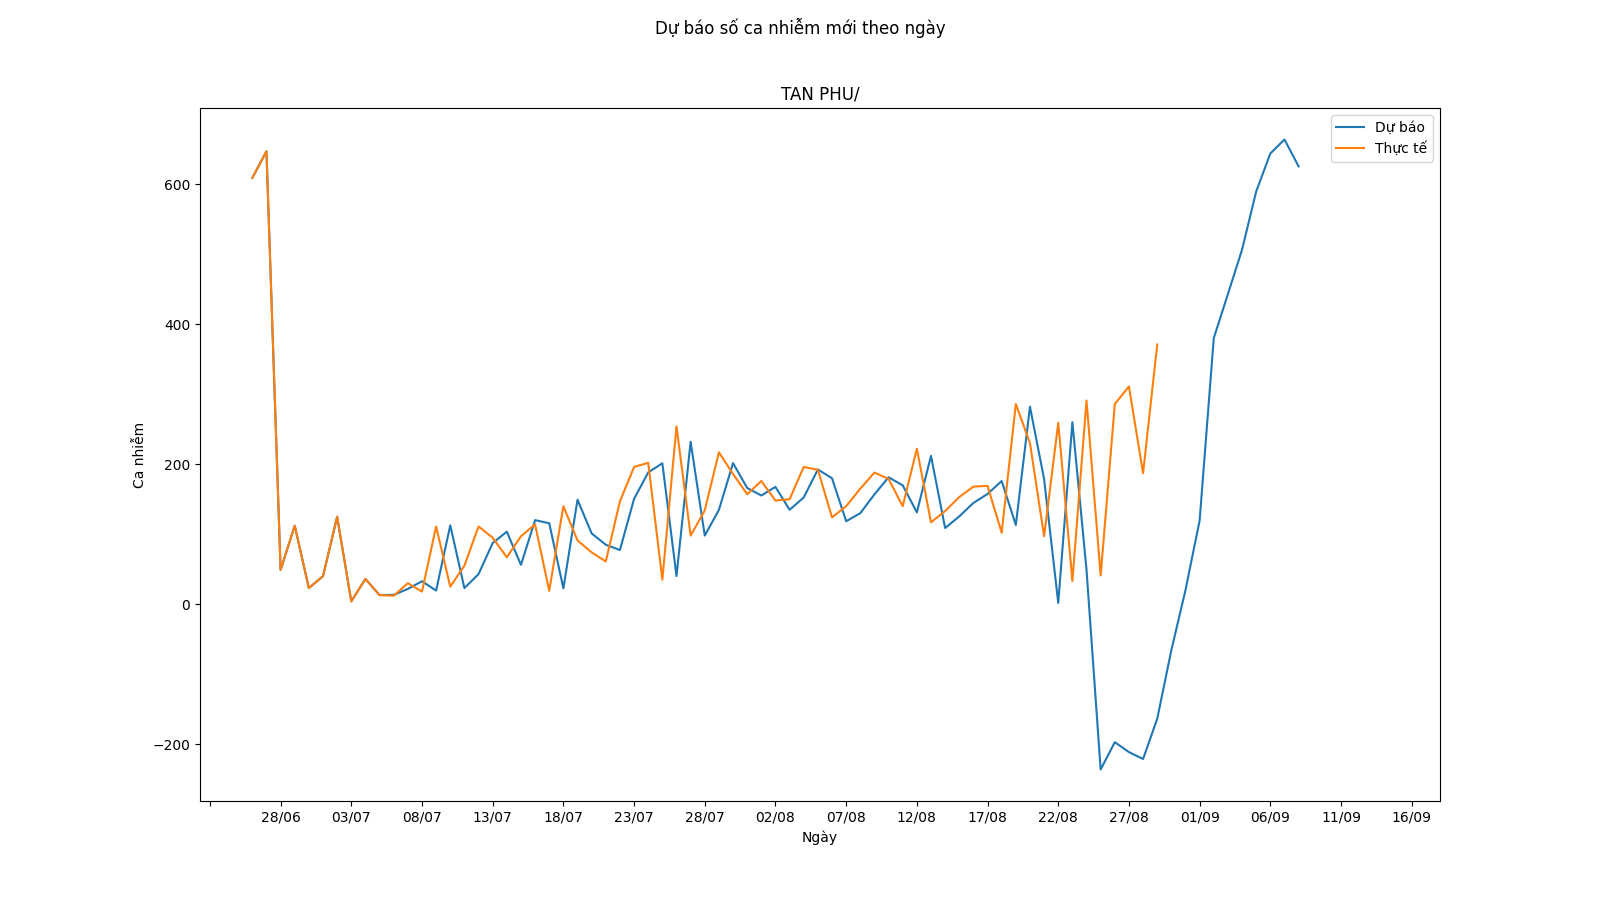 Dự báo số ca nhiễm mới theo ngày
TAN PHU/
Dự báo
Thực tế
Ca nhiễm
600
400
200
0
−200
28/06 03/07 08/07 13/07 18/07 23/07 28/07 02/08 07/08 12/08 17/08 22/08 27/08 01/09 06/09 11/09 16/09
Ngày